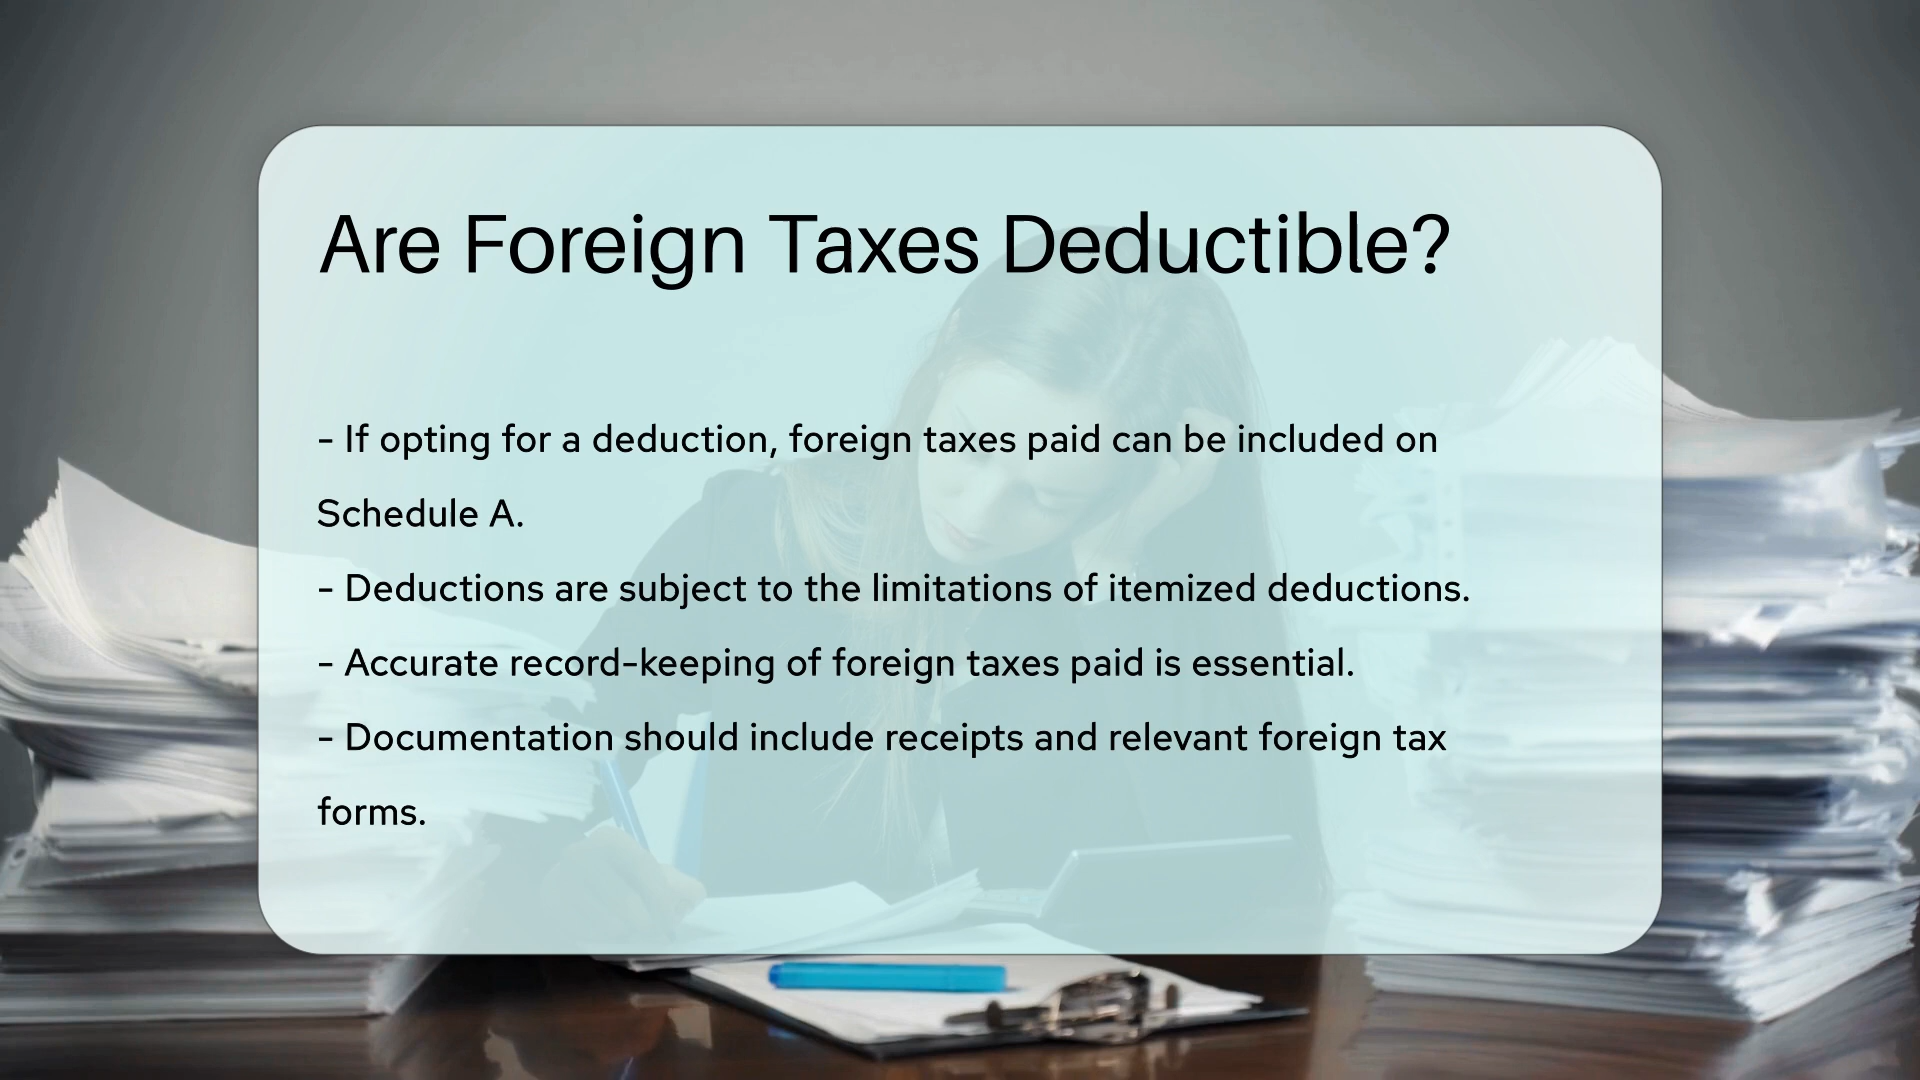 Are Foreign Taxes Deductible?
- If opting for a deduction, foreign taxes paid can be included on
Schedule A.
- Deductions are subject to the limitations of itemized deductions.
- Accurate record-keeping of foreign taxes paid is essential.
- Documentation should include receipts and relevant foreign tax
forms.